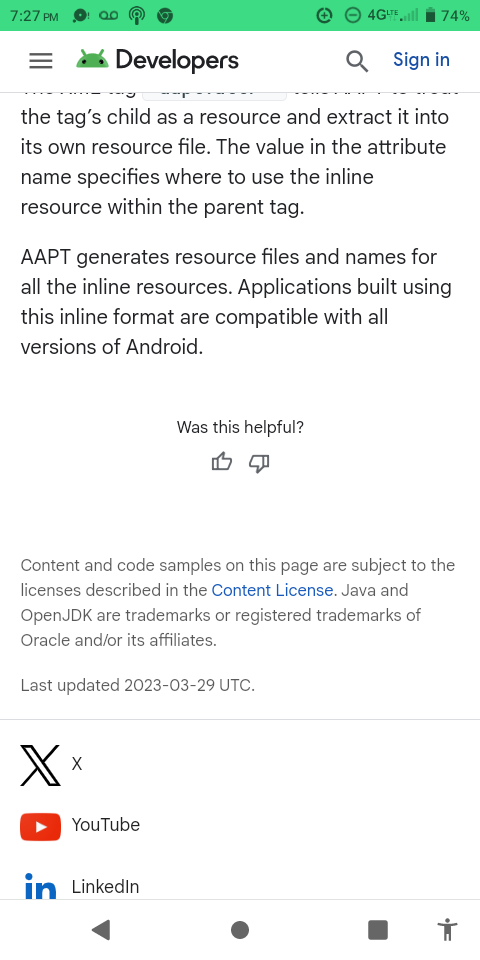 7:27 PM 4G LTE 74%
Developers Sign in
the tag's child as a resource and extract it into
its own resource file. The value in the attribute
name specifies where to use the inline
resource within the parent tag.
AAPT generates resource files and names for
all the inline resources. Applications built using
this inline format are compatible with all
versions of Android.
Was this helpful?
Content and code samples on this page are subject to the
licenses described in the Content License. Java and
OpenJDK are trademarks or registered trademarks of
Oracle and/or its affiliates.
Last updated 2023-03-29 UTC.
X
YouTube
in LinkedIn